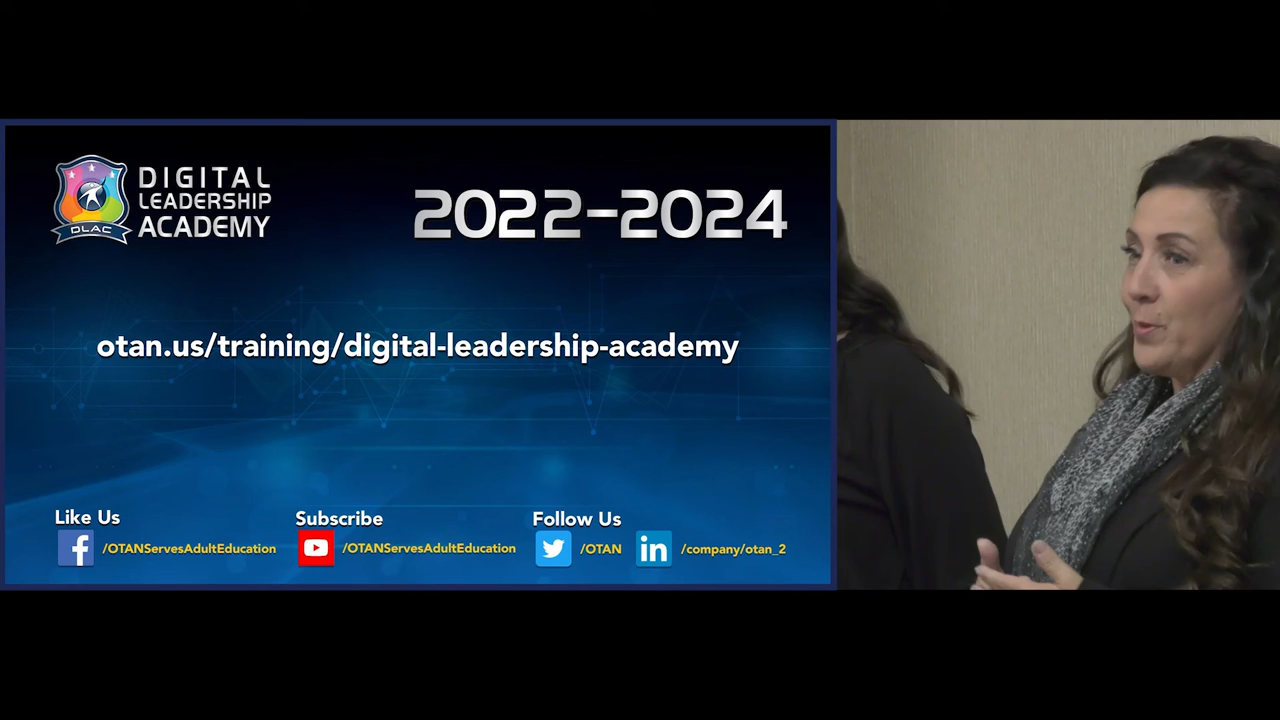 DIGITAL
LEADERSHIP
ACADEMY
DLAC
2022-2024
otan.us/training/digital-leadership-academy
Like Us
/OTANServesAdultEducation
Subscribe
/OTANServesAdultEducation
Follow Us
/OTAN
in
/company/otan_2